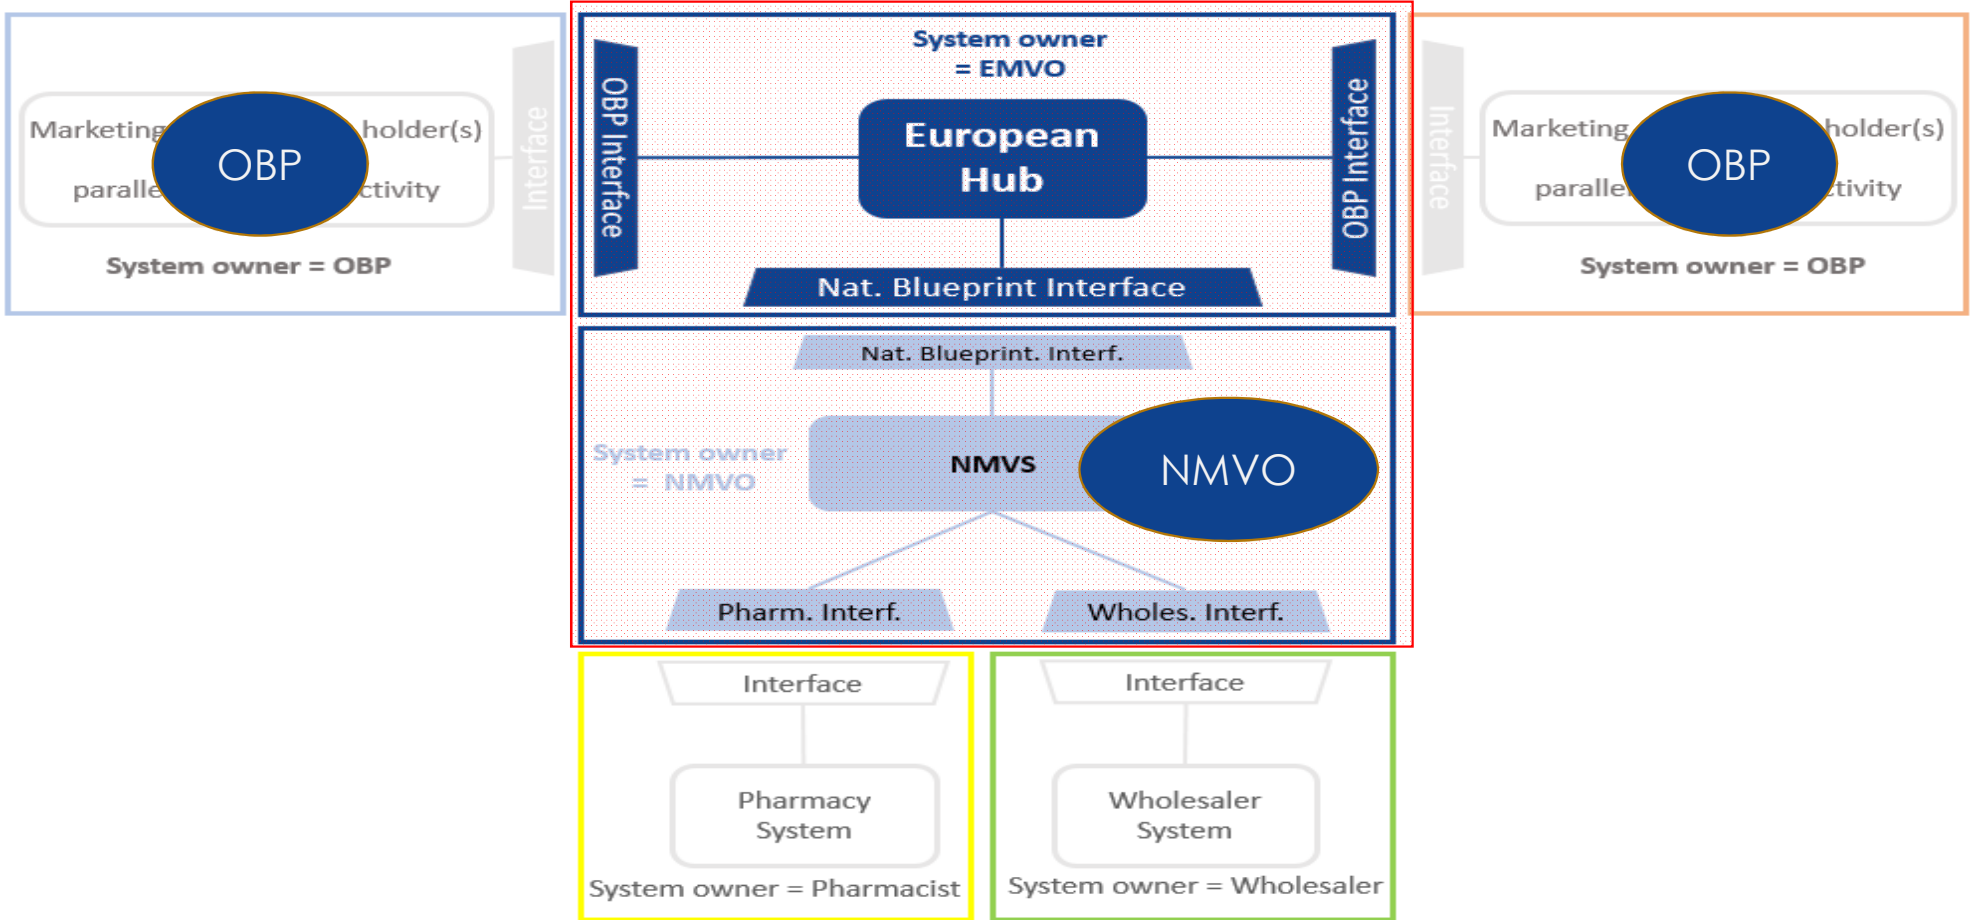 Marketing
holder(s)
paralle
ctivity
OBP
Interface
System owner = OBP
System owner
= EMVO
OBP Interface
European
Hub
OBP Interface
Nat. Blueprint Interface
Interface
Marketing
holder(s)
paralle
ctivity
OBP
System owner = OBP
Nat. Blueprint. Interf.
System owner
= NMVO
NMVS
NMVO
Pharm. Interf.
Wholes. Interf.
Interface
Pharmacy
System
System owner = Pharmacist
Interface
Wholesaler
System
System owner = Wholesaler